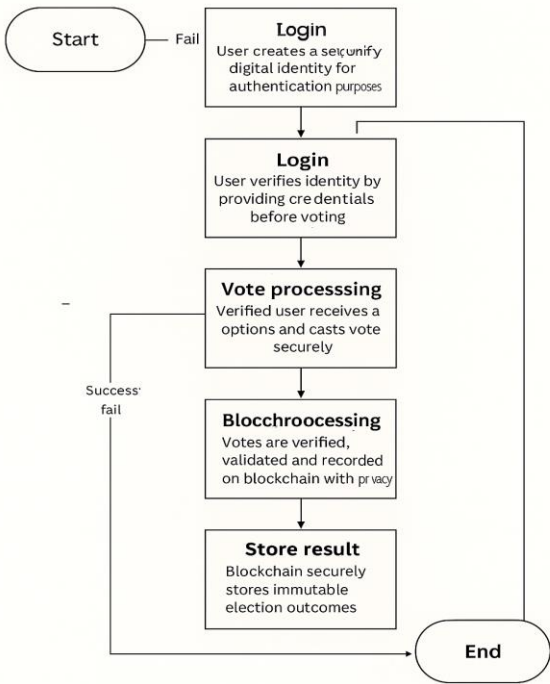 Start
Fail
Login
User creates a seçunify
digital identity for
authentication purposes
Login
User verifies identity by
providing credentials
before voting
Vote processsing
Verified user receives a
options and casts vote
securely
Success
fail
Blocchroocessing
Votes are verified,
validated and recorded
on blockchain with privacy
Store result
Blockchain securely
stores immutable
election outcomes
End